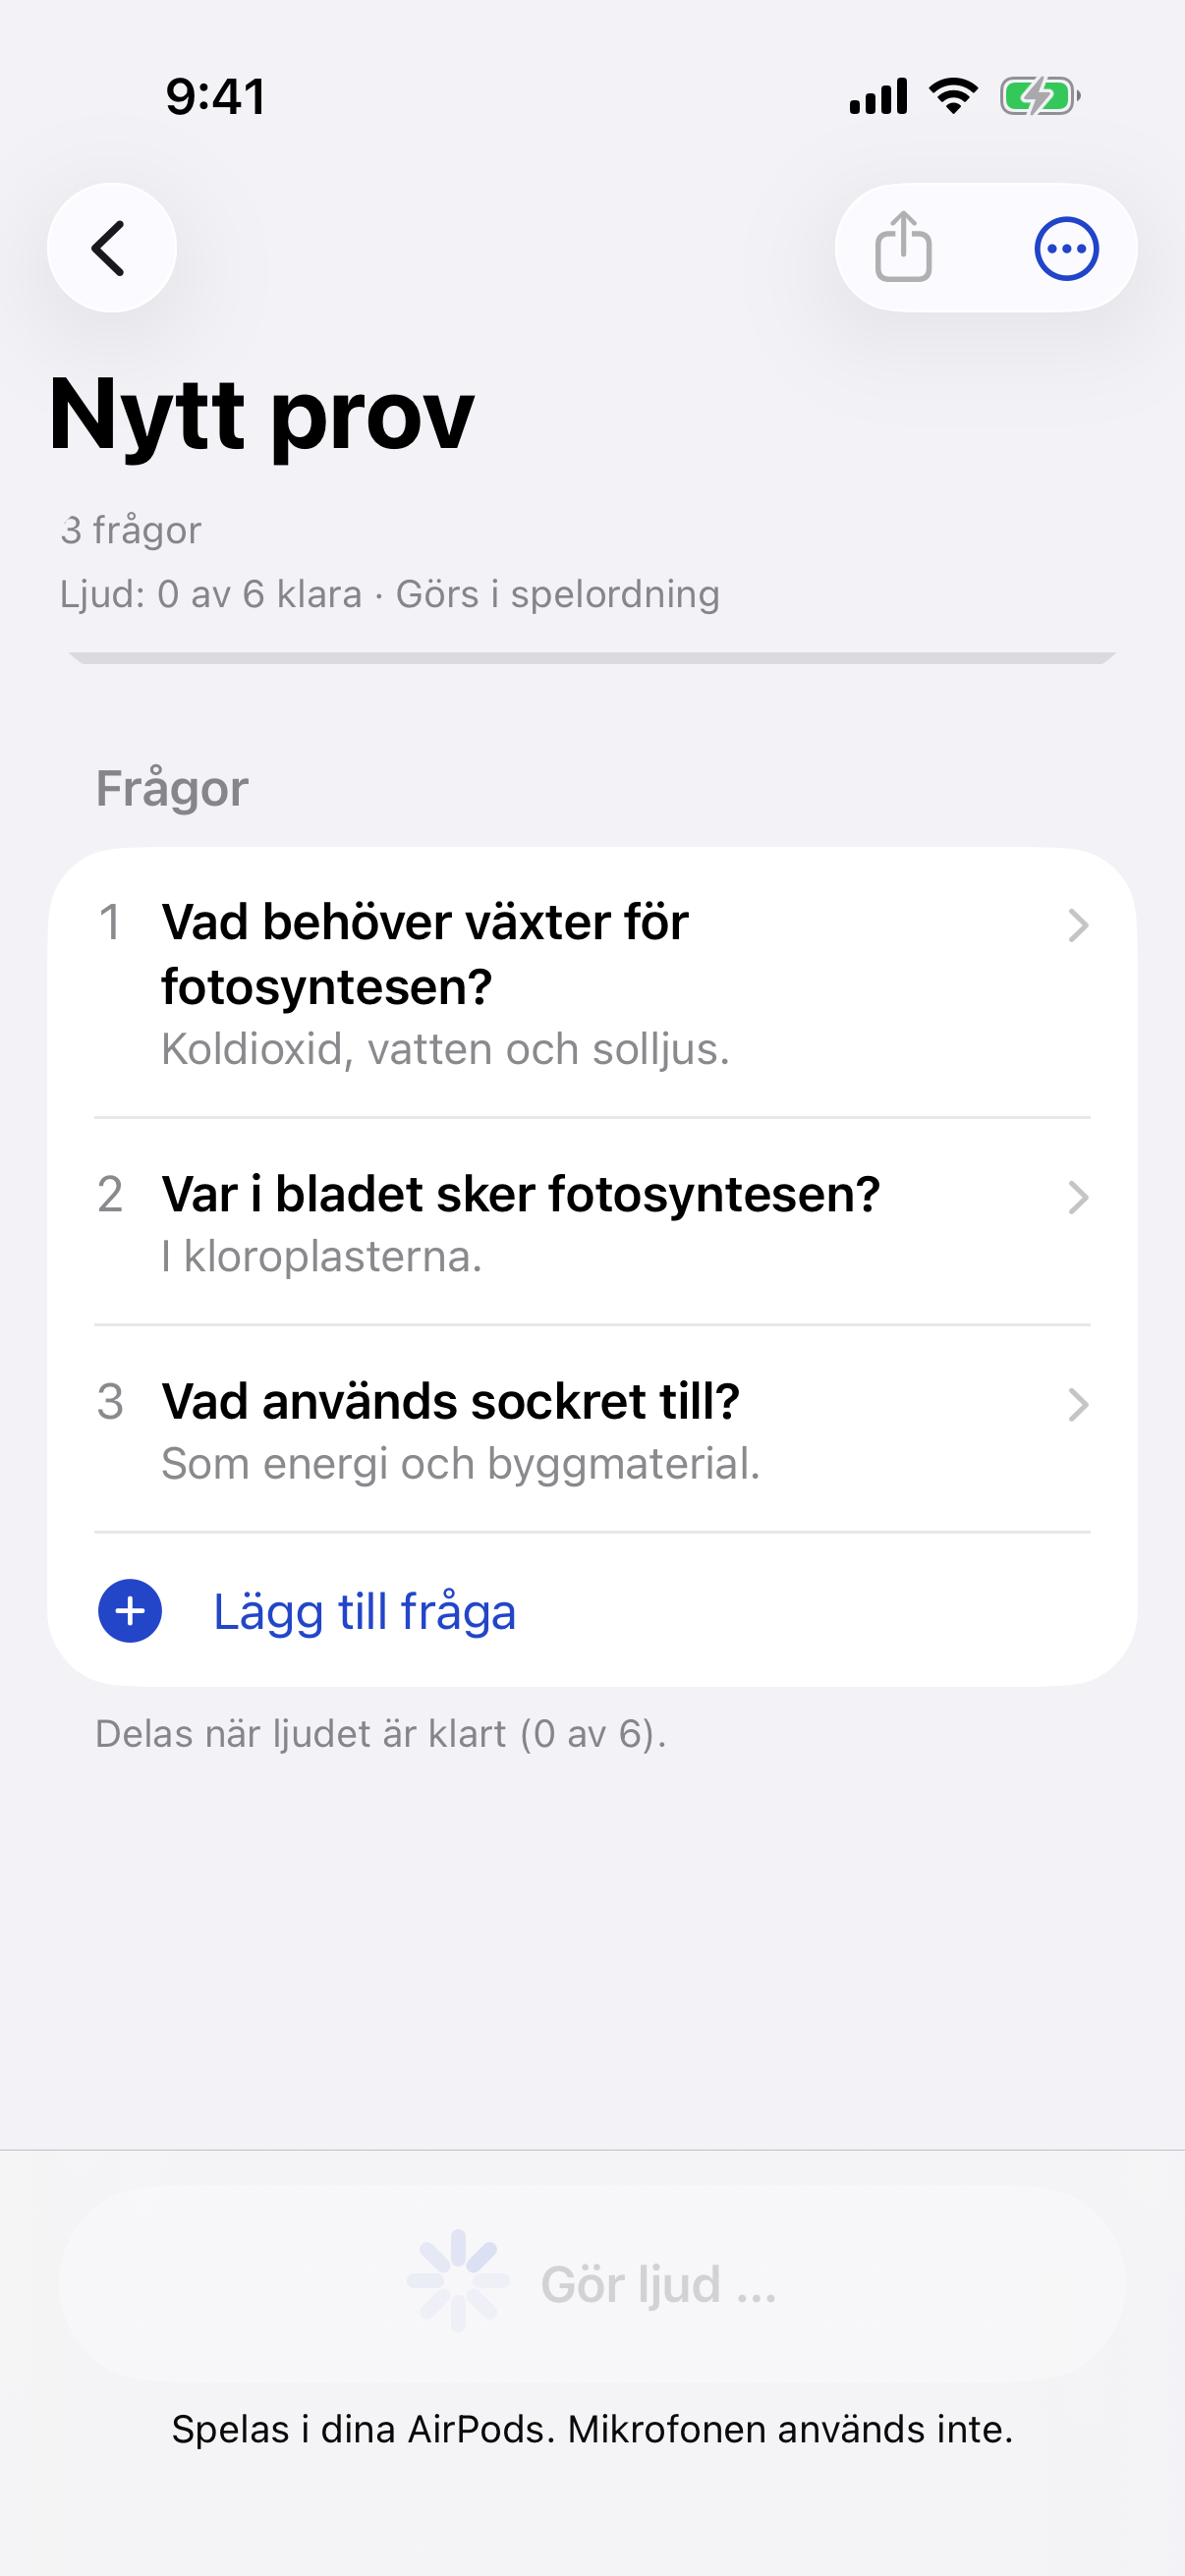 9:41
Nytt prov
3 frågor
Ljud: 0 av 6 klara · Görs i spelordning
Frågor
1 Vad behöver växter för
fotosyntesen?
Koldioxid, vatten och solljus.
2 Var i bladet sker fotosyntesen?
I kloroplasterna.
3 Vad används sockret till?
Som energi och byggmaterial.
Lägg till fråga
Delas när ljudet är klart (0 av 6).
Gör ljud ...
Spelas i dina AirPods. Mikrofonen används inte.